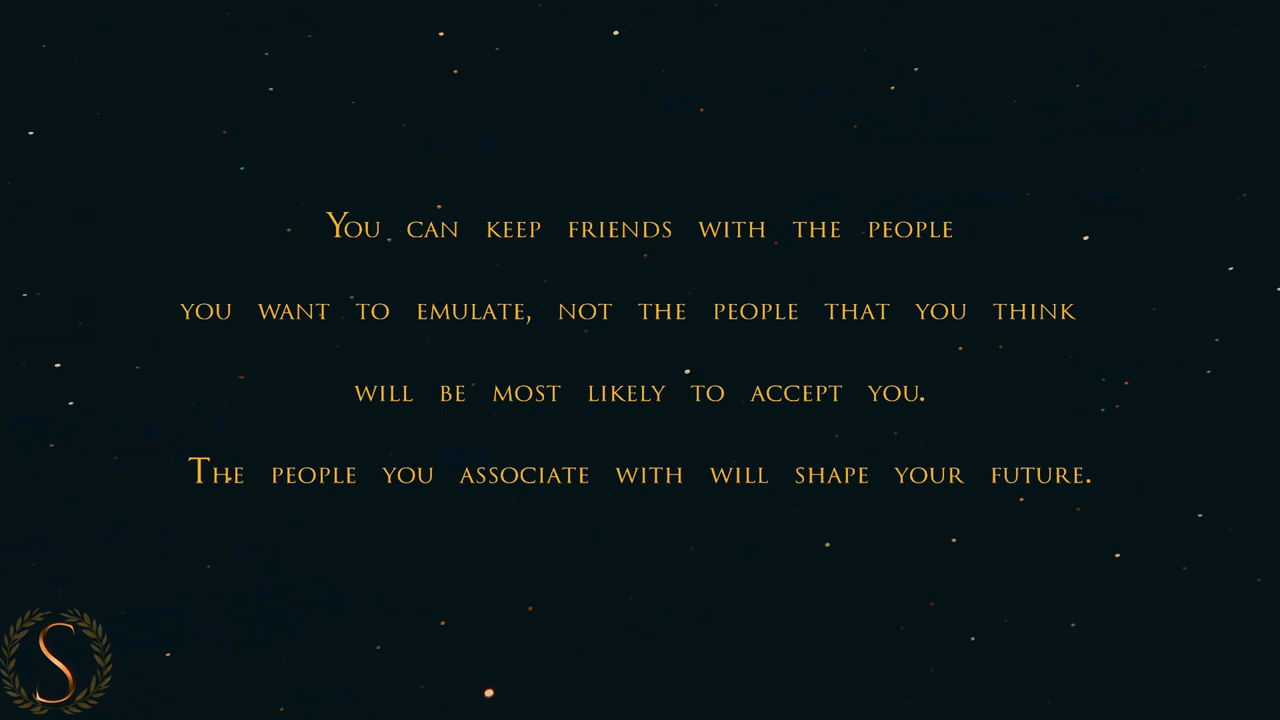 You can keep friends with the people
you want to emulate, not the people that you think
will be most likely to accept you.
The people you associate with will shape your future.
S